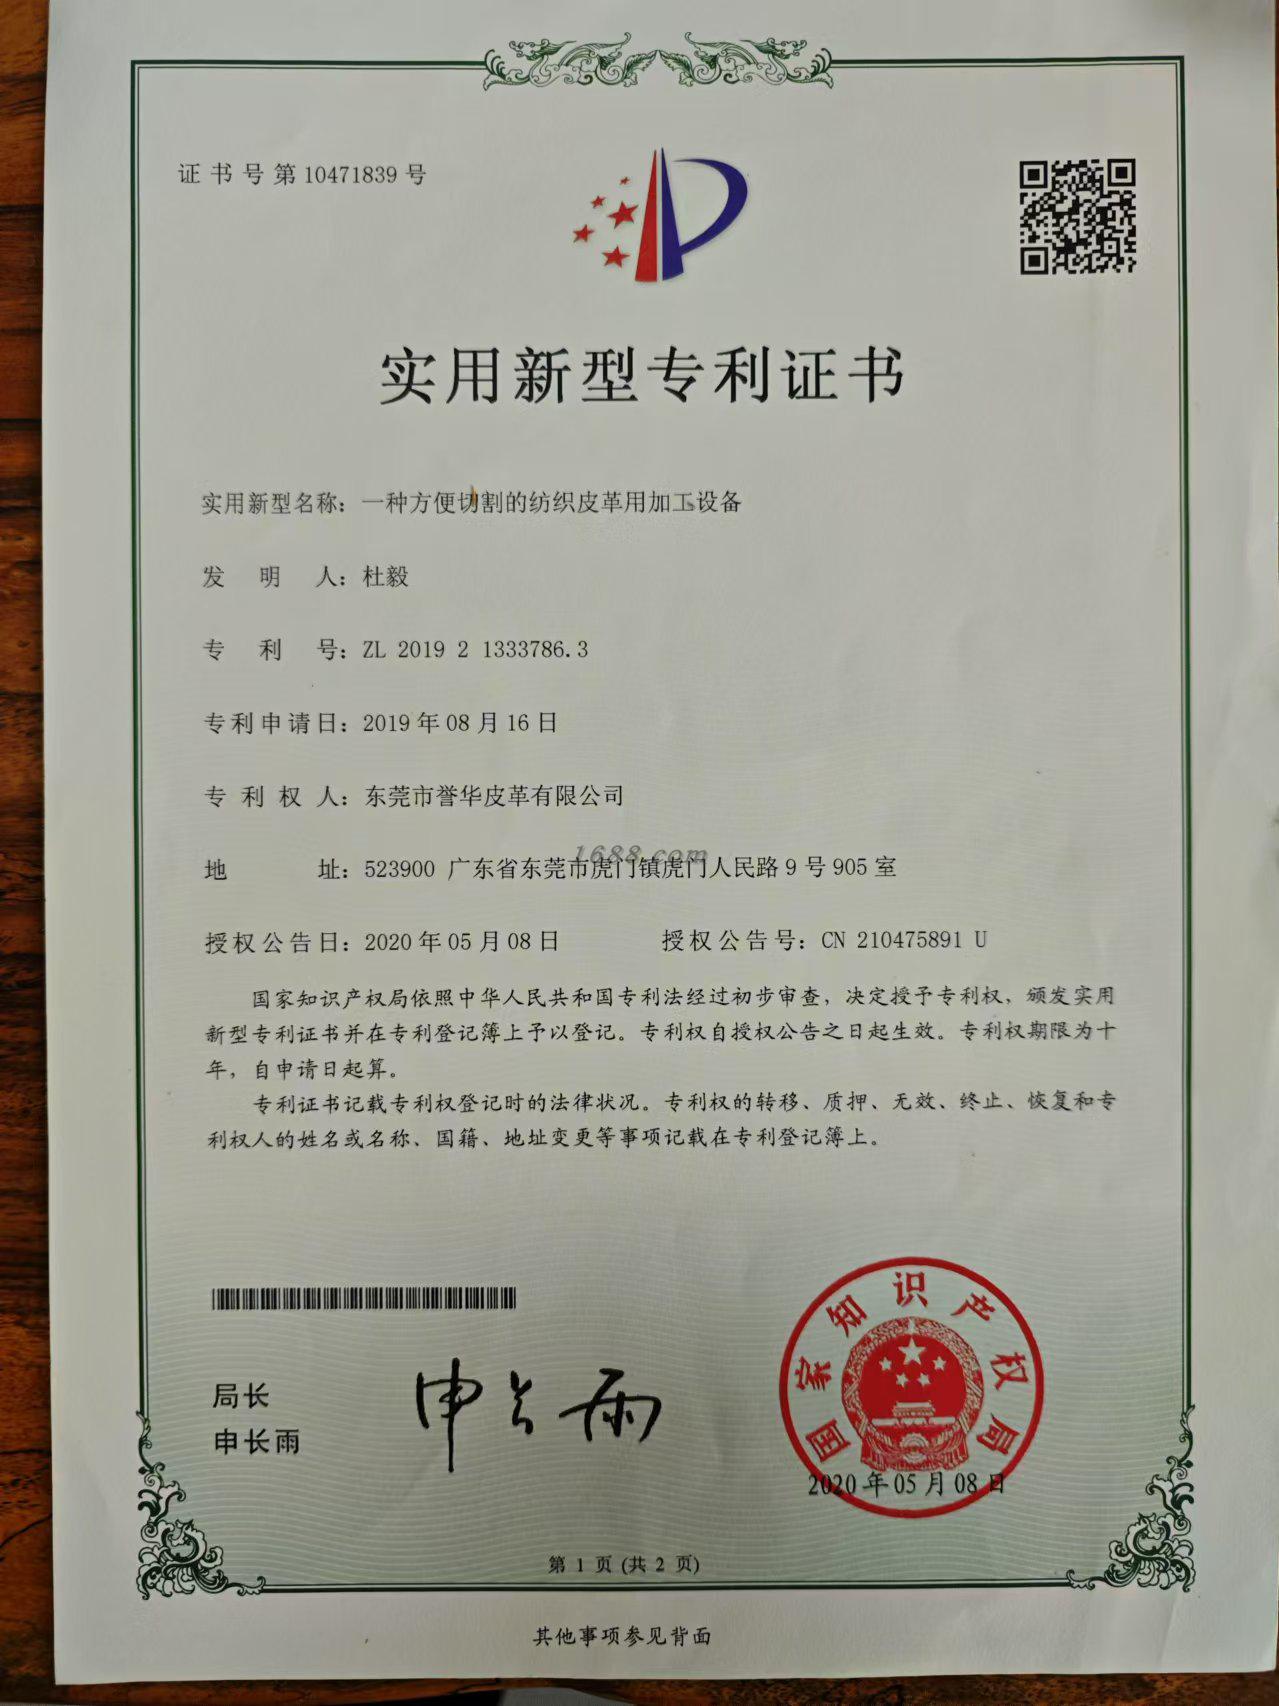 证书号第10471839号
实用新型专利证书
实用新型名称：一种方便切割的纺织皮革用加工设备
发明人：杜毅
专利号：ZL 2019 2 1333786.3
专利申请日：2019年08月16日
专利权人：东莞市誉华皮革有限公司
1688.com
地址：523900 广东省东莞市虎门镇虎门人民路9号905室
授权公告日：2020年05月08日 授权公告号：CN 210475891 U
国家知识产权局依照中华人民共和国专利法经过初步审查，决定授予专利权，颁发实用
新型专利证书并在专利登记簿上予以登记。专利权自授权公告之日起生效。专利权期限为十
年，自申请日起算。
专利证书记载专利权登记时的法律状况。专利权的转移、质押、无效、终止、恢复和专
利权人的姓名或名称、国籍、地址变更等事项记载在专利登记簿上。
局长
申长雨
申长雨
国家知识产权局
2020年05月08日
第 1 页 (共 2 页)
其他事项参见背面